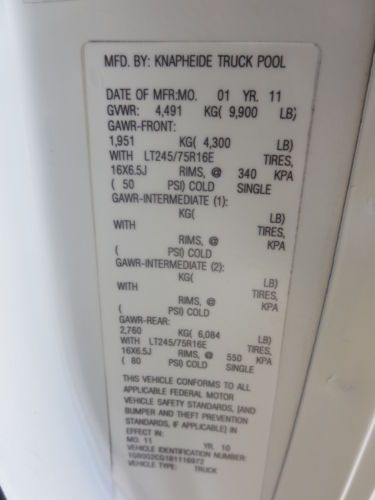 MFD. BY: KNAPHEIDE TRUCK POOL
DATE OF MFR:MO. 01 YR. 11
GVWR: 4,491 KG( 9,900 LB)
GAWR-FRONT:
1,951 KG( 4,300 LB)
WITH LT245/75R16E TIRES,
16X6.5J RIMS, @ 340 KPA
( 50 PSI) COLD SINGLE
GAWR-INTERMEDIATE (1):
KG( LB)
WITH TIRES,
RIMS, @ KPA
( PSI) COLD
GAWR-INTERMEDIATE (2):
KG( LB)
WITH TIRES,
RIMS, @ KPA
( PSI) COLD
GAWR-REAR:
2,760 KG( 6,084 LB)
WITH LT245/75R16E TIRES,
16X6.5J RIMS, @ 550 KPA
( 80 PSI) COLD SINGLE
THIS VEHICLE CONFORMS TO ALL
APPLICABLE FEDERAL MOTOR
VEHICLE SAFETY STANDARDS, [AND
BUMPER AND THEFT PREVENTION
STANDARDS, IF APPLICABLE] IN
EFFECT IN:
MO. 11 YR. 10
VEHICLE IDENTIFICATION NUMBER:
VEHICLE TYPE: TRUCK